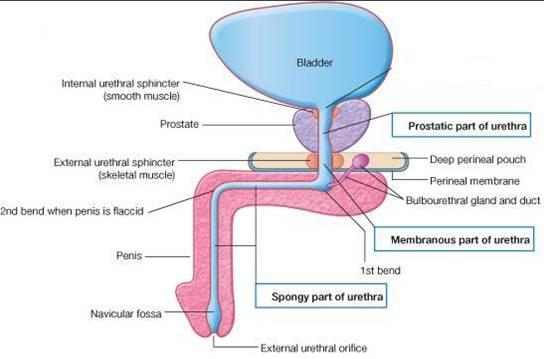 Bladder
Internal urethral sphincter
(smooth muscle)
Prostate
Prostatic part of urethra
External urethral sphincter
(skeletal muscle)
Deep perineal pouch
Perineal membrane
Bulbourethral gland and duct
2nd bend when penis is flaccid
Membranous part of urethra
Penis
1st bend
Spongy part of urethra
Navicular fossa
External urethral orifice